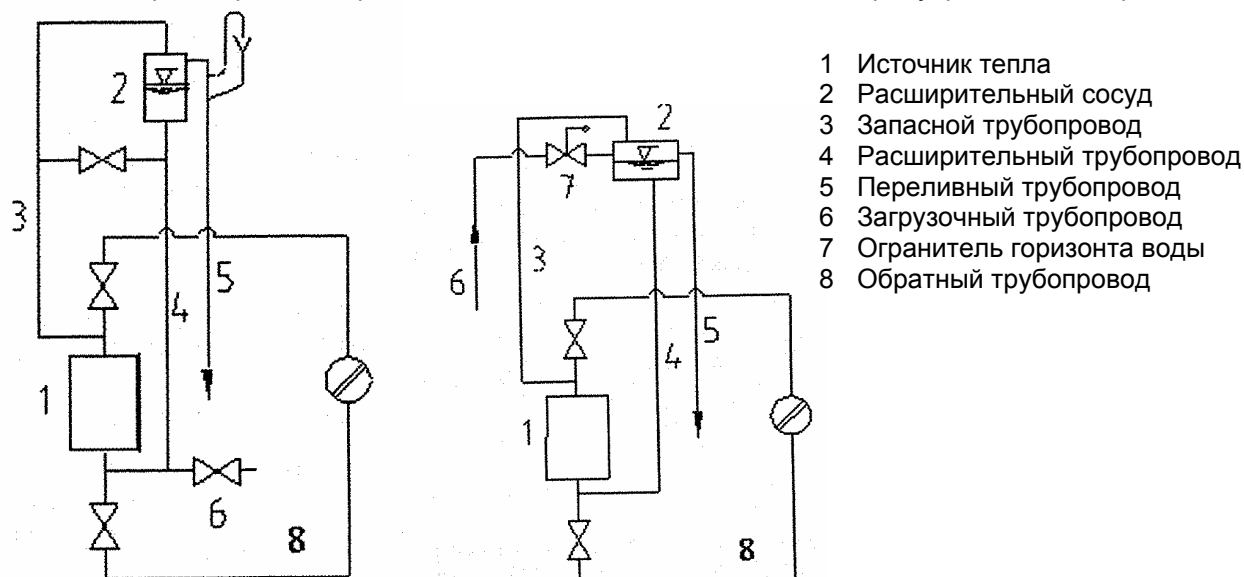 2
3
1
4
5
6
8
2
7
6
3
4
5
1
8
1 Источник тепла
2 Расширительный сосуд
3 Запасной трубопровод
4 Расширительный трубопровод
5 Переливный трубопровод
6 Загрузочный трубопровод
7 Огранитель горизонта воды
8 Обратный трубопровод